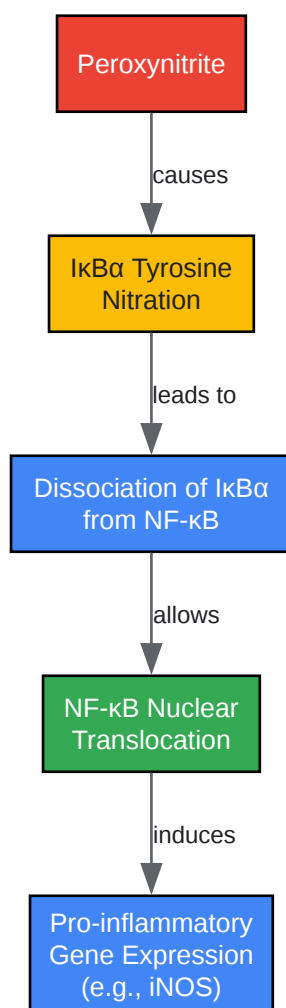 Peroxynitrite
causes
IκBα Tyrosine
Nitration
leads to
Dissociation of IκBα
from NF-κB
allows
NF-κB Nuclear
Translocation
induces
Pro-inflammatory
Gene Expression
(e.g., iNOS)